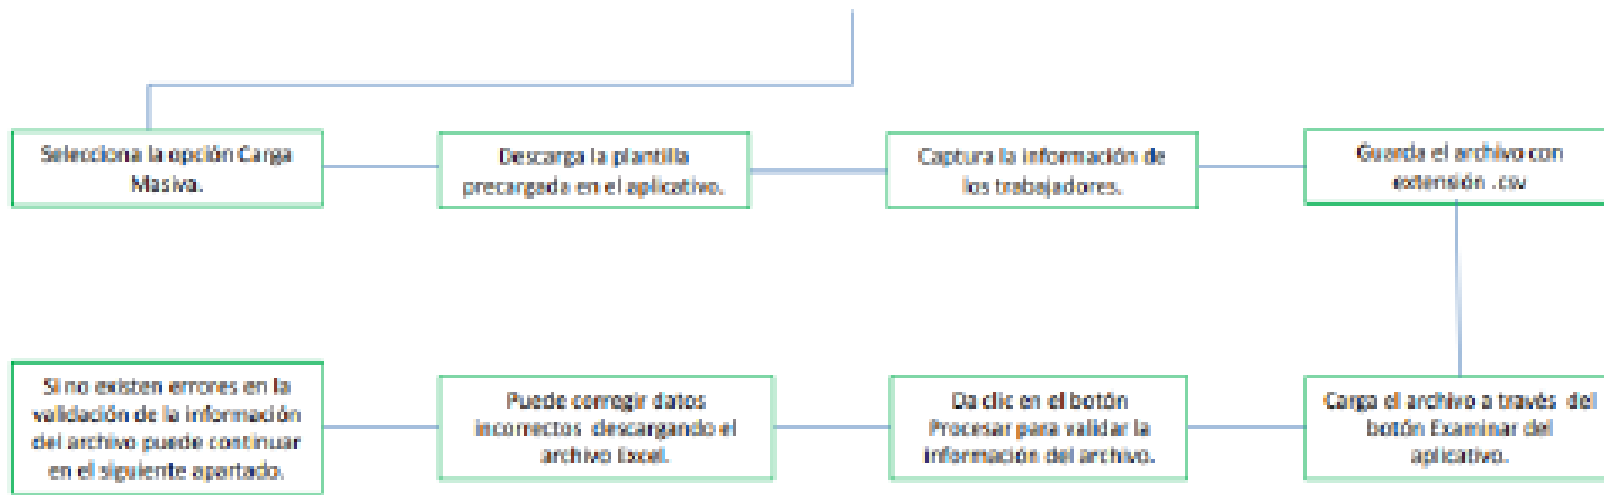 Selecciona la opción Carga
Masiva.
Descarga la plantilla
precargada en el aplicativo.
Captura la información de
los trabajadores.
Guarda el archivo con
extensión .csv
Carga el archivo a través del
botón Examinar del
aplicativo.
Da clic en el botón
Procesar para validar la
información del archivo.
Puede corregir datos
incorrectos descargando el
archivo Excel.
Si no existen errores en la
validación de la información
del archivo puede continuar
en el siguiente apartado.